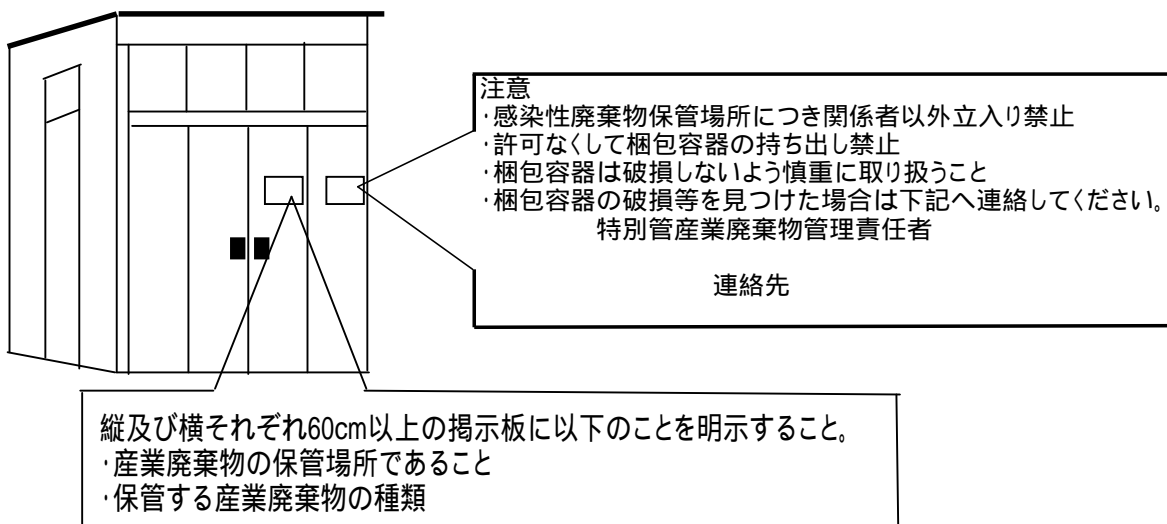 注意
・感染性廃棄物保管場所につき関係者以外立入り禁止
・許可なくして梱包容器の持ち出し禁止
・梱包容器は破損しないよう慎重に取り扱うこと
・梱包容器の破損等を見つけた場合は下記へ連絡してください。
特別管産業廃棄物管理責任者
連絡先
縦及び横それぞれ60cm以上の掲示板に以下のことを明示すること。
・産業廃棄物の保管場所であること
・保管する産業廃棄物の種類